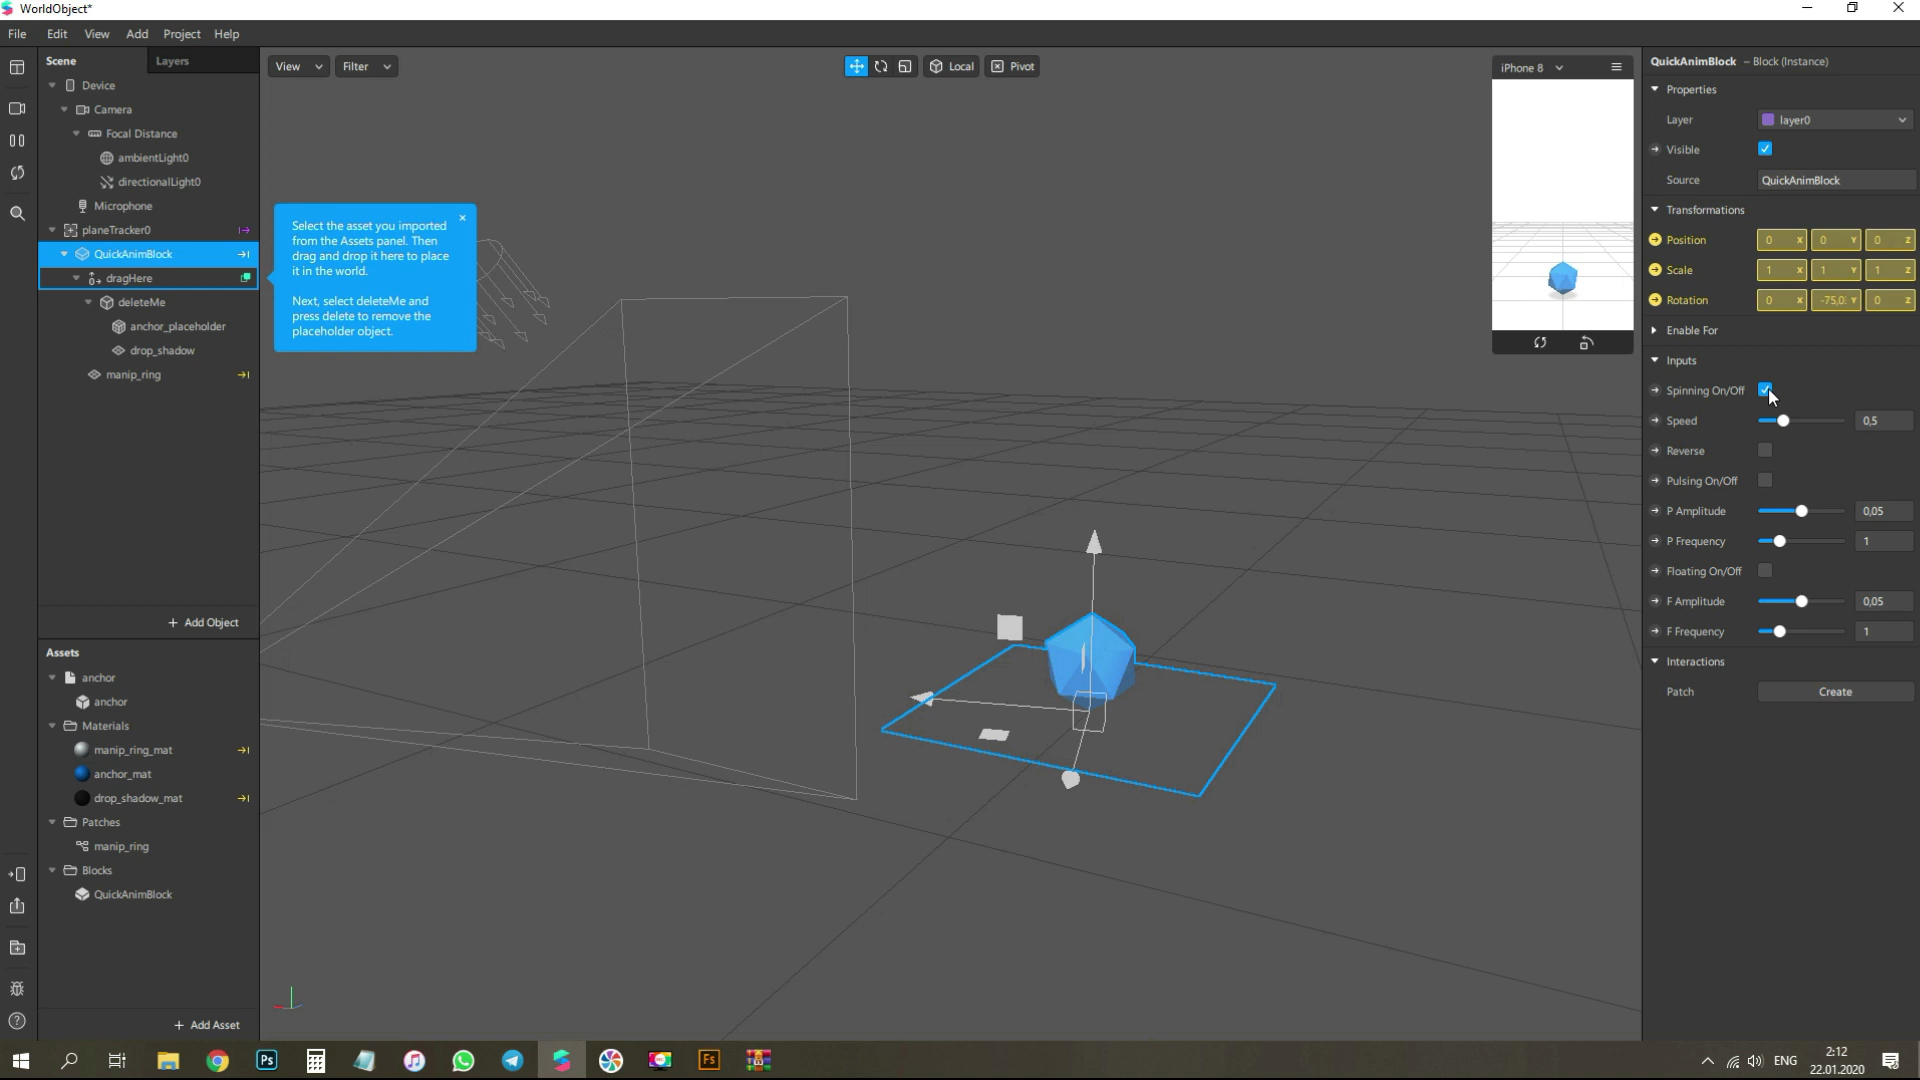 WorldObject*
File Edit View Add Project Help
Scene Layers
Device
Camera
Focal Distance
ambientLight0
directionalLight0
Microphone
planeTracker0
QuickAnimBlock
dragHere
deleteMe
anchor_placeholder
drop_shadow
manip_ring
+ Add Object
Assets
anchor
anchor
Materials
manip_ring_mat
anchor_mat
drop_shadow_mat
Patches
manip_ring
Blocks
QuickAnimBlock
+ Add Asset
View Filter
Local Pivot
Select the asset you imported
from the Assets panel. Then
drag and drop it here to place
it in the world.
Next, select deleteMe and
press delete to remove the
placeholder object.
iPhone 8
QuickAnimBlock – Block (Instance)
Properties
Layer layer0
Visible
Source QuickAnimBlock
Transformations
Position 0 X 0 Y 0 Z
Scale 1 X 1 Y 1 Z
Rotation 0 X -75,0 Y 0 Z
Enable For
Inputs
Spinning On/Off
Speed 0,5
Reverse
Pulsing On/Off
P Amplitude 0,05
P Frequency 1
Floating On/Off
F Amplitude 0,05
F Frequency 1
Interactions
Patch Create
Ps
Fs
ENG
2:12
22.01.2020